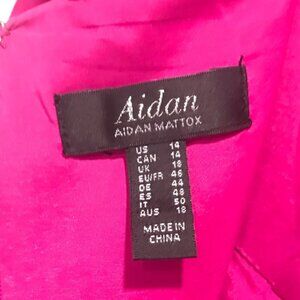 Aidan
AIDAN MATTOX
US 14
CAN 14
UK 18
EU/FR 46
DE 44
ES 48
IT 50
AUS 18
MADE IN
CHINA